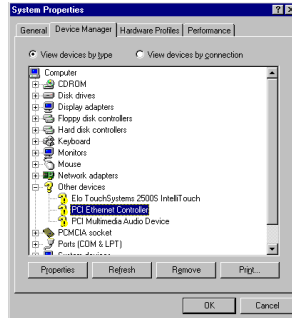 System Properties
General Device Manager Hardware Profiles Performance
View devices by type View devices by connection
Computer
CDROM
Disk drives
Display adapters
Floppy disk controllers
Hard disk controllers
Keyboard
Monitors
Mouse
Network adapters
Other devices
Elo TouchSystems 2500S IntelliTouch
PCI Ethernet Controller
PCI Multimedia Audio Device
PCMCIA socket
Ports (COM & LPT)
System devices
Properties Refresh Remove Print...
OK Cancel